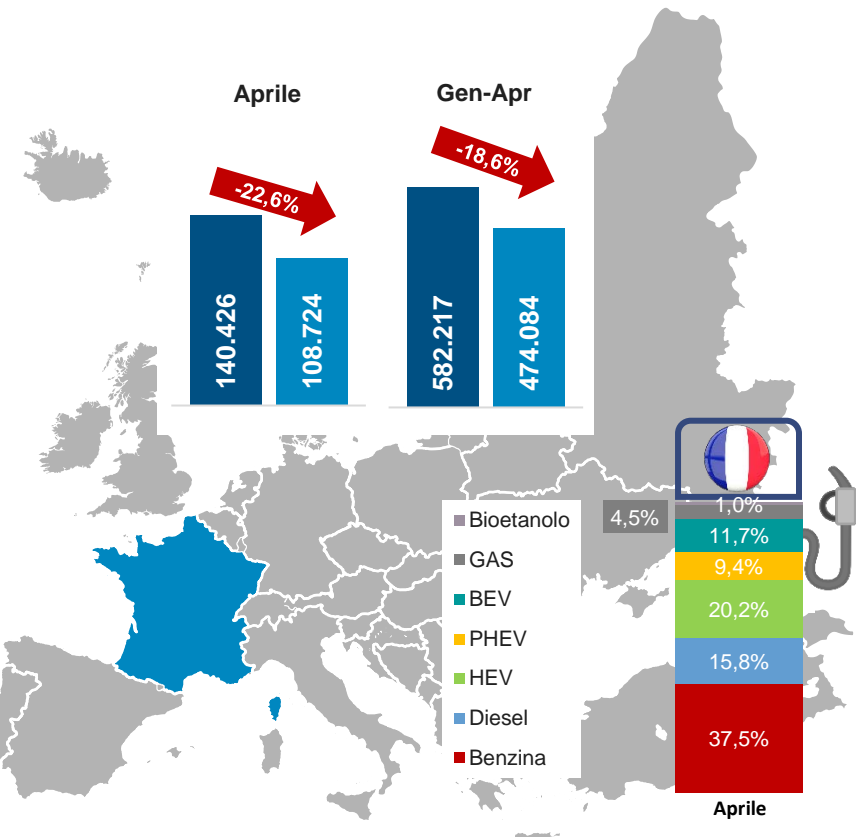 Aprile
Gen-Apr
-22,6%
-18,6%
140.426
108.724
582.217
474.084
Bioetanolo
GAS
BEV
PHEV
HEV
Diesel
Benzina
4,5%
1,0%
11,7%
9,4%
20,2%
15,8%
37,5%
Aprile